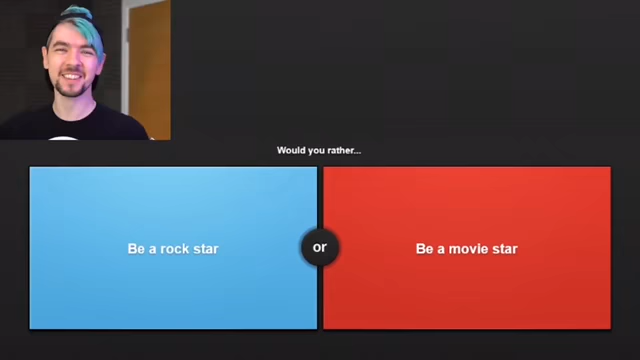 Would you rather...
Be a rock star
or
Be a movie star